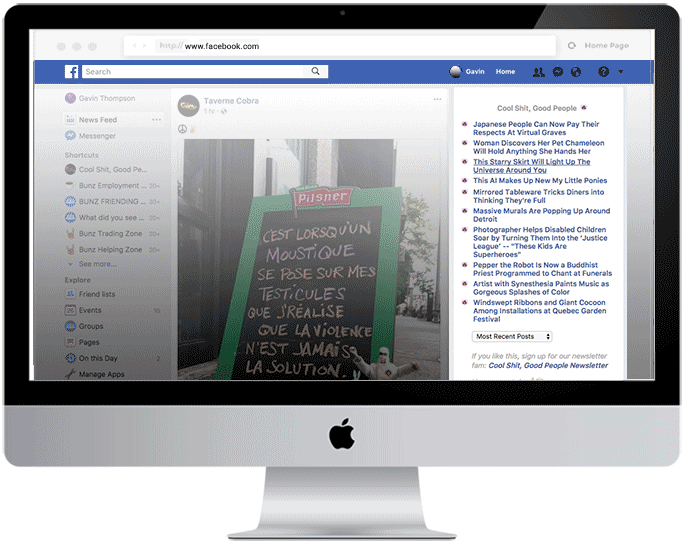 http:// www.facebook.com
Home Page
f
Search
Gavin
Home
Gavin Thompson
News Feed
Messenger
Shortcuts
Cool Shit, Good Pe...
Bunz Employment 20+
BUNZ FRIENDING 20+
What did you see 20+
Bunz Trading Zone 20+
Bunz Helping Zone 20+
See more...
Explore
Friend lists
Events
Groups
Pages
On this Day 2
Manage Apps
Taverne Cobra
1 hr
Pilsner
C'EST LORSQU'UN
MOUSTIQUE
SE POSE SUR MES
TESTICULES
QUE J'RÉALISE
QUE LA VIOLENCE
N'EST JAMAIS
LA SOLUTION.
Cool Shit, Good People
Japanese People Can Now Pay Their
Respects At Virtual Graves
Woman Discovers Her Pet Chameleon
Will Hold Anything She Hands Her
This Starry Skirt Will Light Up The
Universe Around You
This AI Makes Up New My Little Ponies
Mirrored Tableware Tricks Diners into
Thinking They're Full
Massive Murals Are Popping Up Around
Detroit
Photographer Helps Disabled Children
Soar by Turning Them Into the 'Justice
League' -- "These Kids Are
Superheroes"
Pepper the Robot Is Now a Buddhist
Priest Programmed to Chant at Funerals
Artist with Synesthesia Paints Music as
Gorgeous Splashes of Color
Windswept Ribbons and Giant Cocoon
Among Installations at Quebec Garden
Festival
Most Recent Posts
If you like this, sign up for our newsletter
fam: Cool Shit, Good People Newsletter